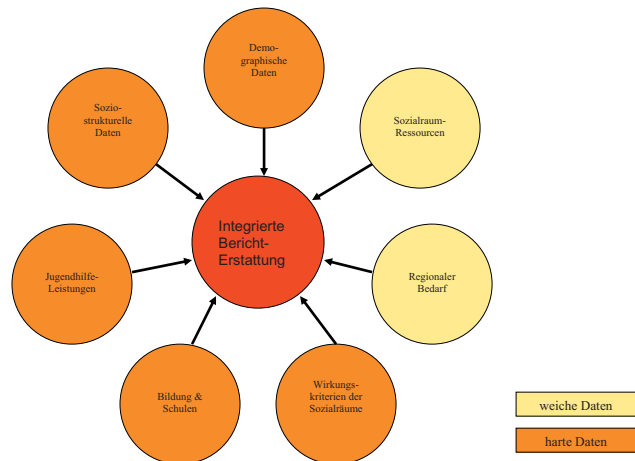 Demo-
graphische
Daten
Sozio-
strukturelle
Daten
Sozialraum-
Ressourcen
Integrierte
Bericht-
Erstattung
Jugendhilfe-
Leistungen
Regionaler
Bedarf
Bildung &
Schulen
Wirkungs-
kriterien der
Sozialräume
weiche Daten
harte Daten